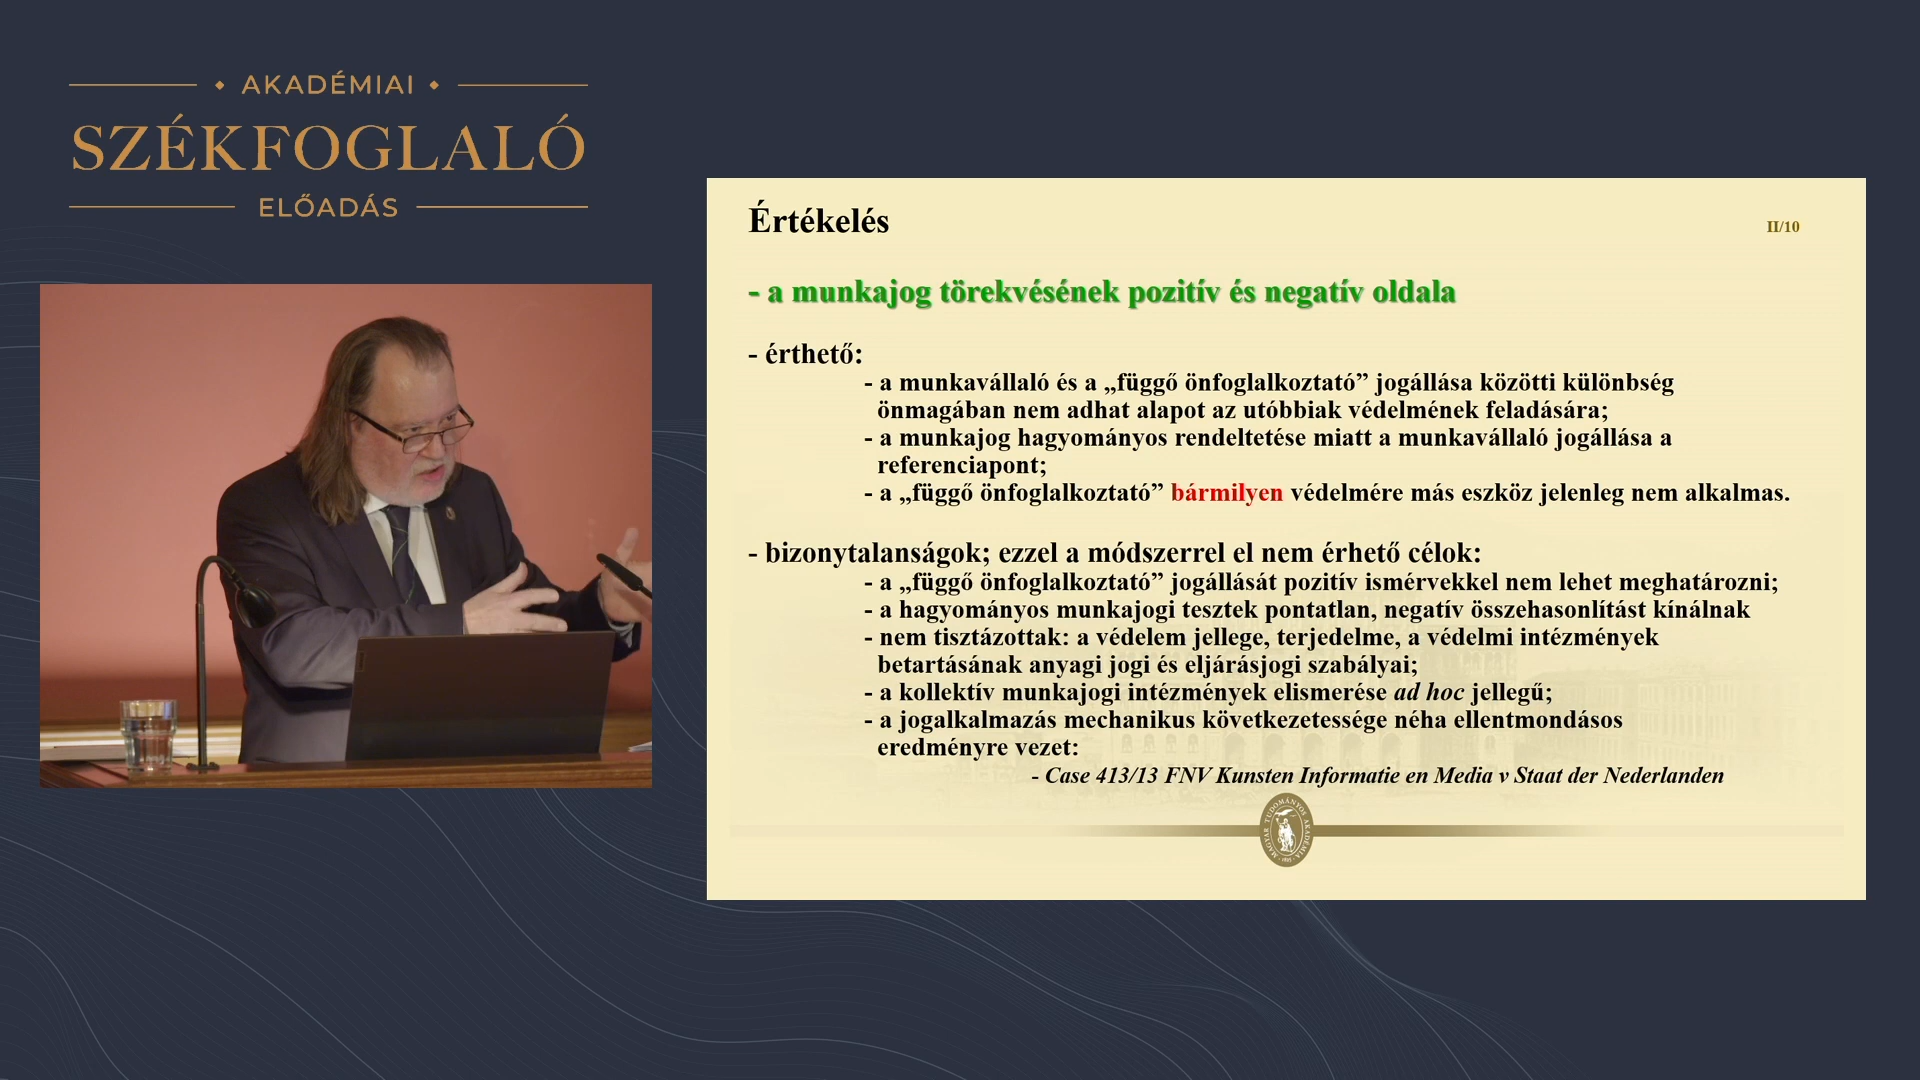 AKADÉMIAI
SZÉKFOGLALÓ
ELŐADÁS
Értékelés
II/10
- a munkajog törekvésének pozitív és negatív oldala
- érthető:
- a munkavállaló és a „függő önfoglalkoztató” jogállása közötti különbség
önmagában nem adhat alapot az utóbbiak védelmének feladására;
- a munkajog hagyományos rendeltetése miatt a munkavállaló jogállása a
referenciapont;
- a „függő önfoglalkoztató” bármilyen védelmére más eszköz jelenleg nem alkalmas.
- bizonytalanságok; ezzel a módszerrel el nem érhető célok:
- a „függő önfoglalkoztató” jogállását pozitív ismérvekkel nem lehet meghatározni;
- a hagyományos munkajogi tesztek pontatlan, negatív összehasonlítást kínálnak
- nem tisztázottak: a védelem jellege, terjedelme, a védelmi intézmények
betartásának anyagi jogi és eljárásjogi szabályai;
- a kollektív munkajogi intézmények elismerése ad hoc jellegű;
- a jogalkalmazás mechanikus következetessége néha ellentmondásos
eredményre vezet:
- Case 413/13 FNV Kunsten Informatie en Media v Staat der Nederlanden
MAGYAR TUDOMÁNYOS AKADÉMIA